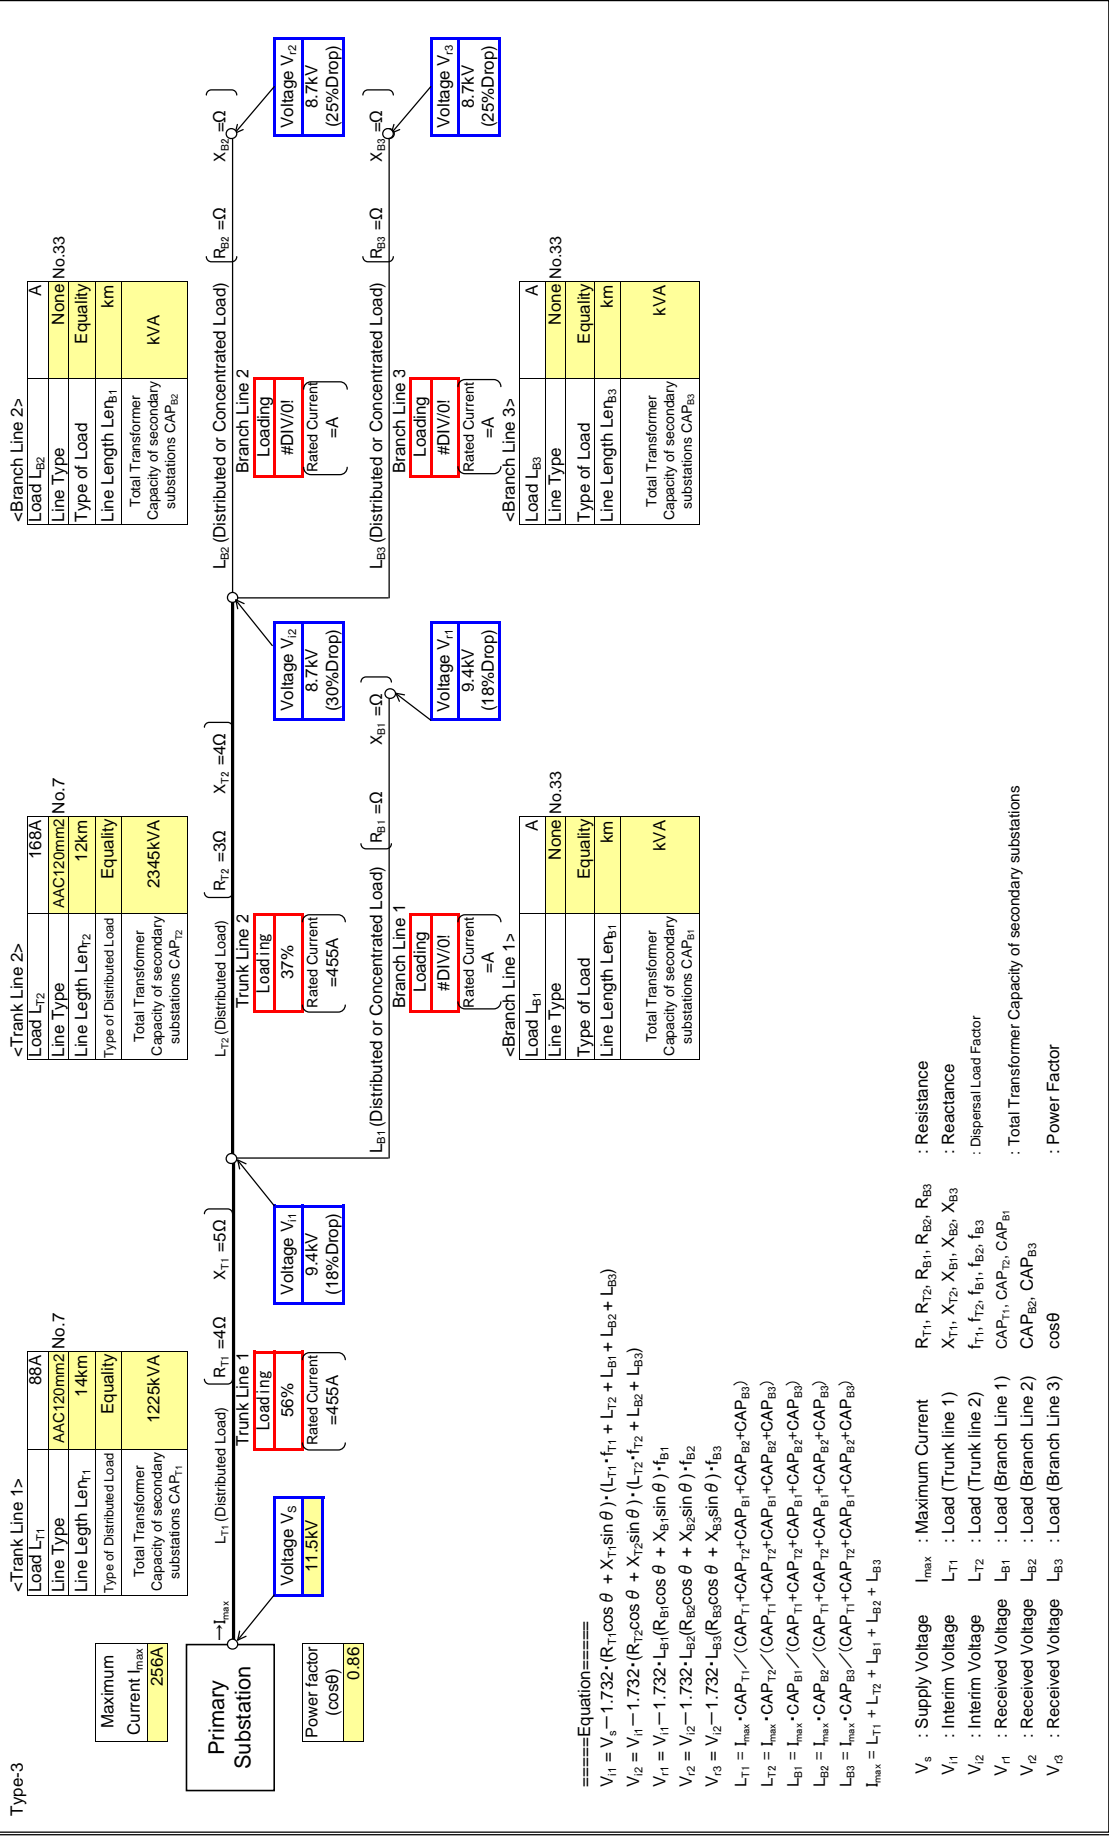 Type-3
Maximum
Current Imax
256A
Primary
Substation
Power factor
(cosθ)
0.86
→Imax
Voltage VS
11.5kV
<Trank Line 1>
Load LT1 88A
Line Type AAC120mm2 No.7
Line Length LenT1 14km
Type of Distributed Load Equality
Total Transformer
Capacity of secondary
substations CAPT1
1225kVA
LT1 (Distributed Load) RT1 =4Ω XT1 =5Ω
Trunk Line 1
Loading
56%
Rated Current
=455A
Voltage Vi1
9.4kV
(18%Drop)
<Trank Line 2>
Load LT2 168A
Line Type AAC120mm2 No.7
Line Legth LenT2 12km
Type of Distributed Load Equality
Total Transformer
Capacity of secondary
substations CAPT2
2345kVA
LT2 (Distributed Load) RT2 =3Ω XT2 =4Ω
Trunk Line 2
Loading
37%
Rated Current
=455A
Voltage Vi2
8.7kV
(30%Drop)
LB1 (Distributed or Concentrated Load) RB1 =Ω XB1 =Ω
Branch Line 1
Loading
#DIV/0!
Rated Current
=A
Voltage Vr1
9.4kV
(18%Drop)
<Branch Line 1>
Load LB1 A
Line Type None No.33
Type of Load Equality
Line Length LenB1 km
Total Transformer
Capacity of secondary
substations CAPB1
kVA
<Branch Line 2>
Load LB2 A
Line Type None No.33
Type of Load Equality
Line Length LenB1 km
Total Transformer
Capacity of secondary
substations CAPB2
kVA
LB2 (Distributed or Concentrated Load) RB2 =Ω XB2 =Ω
Branch Line 2
Loading
#DIV/0!
Rated Current
=A
Voltage Vr2
8.7kV
(25%Drop)
LB3 (Distributed or Concentrated Load) RB3 =Ω XB3 =Ω
Branch Line 3
Loading
#DIV/0!
Rated Current
=A
Voltage Vr3
8.7kV
(25%Drop)
<Branch Line 3>
Load LB3 A
Line Type None No.33
Type of Load Equality
Line Length LenB3 km
Total Transformer
Capacity of secondary
substations CAPB3
kVA
=====Equation=====
Vi1 = VS−1.732・(RT1cos θ + XT1sin θ)・(LT1・fT1 + LT2 + LB1 + LB2 + LB3)
Vi2 = Vi1−1.732・(RT2cos θ + XT2sin θ)・(LT2・fT2 + LB2 + LB3)
Vr1 = Vi1−1.732・LB1(RB1cos θ + XB1sin θ)・fB1
Vr2 = Vi2−1.732・LB2(RB2cos θ + XB2sin θ)・fB2
Vr3 = Vi2−1.732・LB3(RB3cos θ + XB3sin θ)・fB3
LT1 = Imax・CAPT1／(CAPT1+CAPT2+CAPB1+CAPB2+CAPB3)
LT2 = Imax・CAPT2／(CAPT1+CAPT2+CAPB1+CAPB2+CAPB3)
LB1 = Imax・CAPB1／(CAPT1+CAPT2+CAPB1+CAPB2+CAPB3)
LB2 = Imax・CAPB2／(CAPT1+CAPT2+CAPB1+CAPB2+CAPB3)
LB3 = Imax・CAPB3／(CAPT1+CAPT2+CAPB1+CAPB2+CAPB3)
Imax = LT1 + LT2 + LB1 + LB2 + LB3
Vs : Supply Voltage Imax : Maximum Current RT1, RT2, RB1, RB2, RB3 : Resistance
Vi1 : Interim Voltage LT1 : Load (Trunk line 1) XT1, XT2, XB1, XB2, XB3 : Reactance
Vi2 : Interim Voltage LT2 : Load (Trunk line 2) fT1, fT2, fB1, fB2, fB3 : Dispersal Load Factor
Vr1 : Received Voltage LB1 : Load (Branch Line 1) CAPT1, CAPT2, CAPB1 : Total Transformer Capacity of secondary substations
Vr2 : Received Voltage LB2 : Load (Branch Line 2) CAPB2, CAPB3
Vr3 : Received Voltage LB3 : Load (Branch Line 3) cosθ : Power Factor